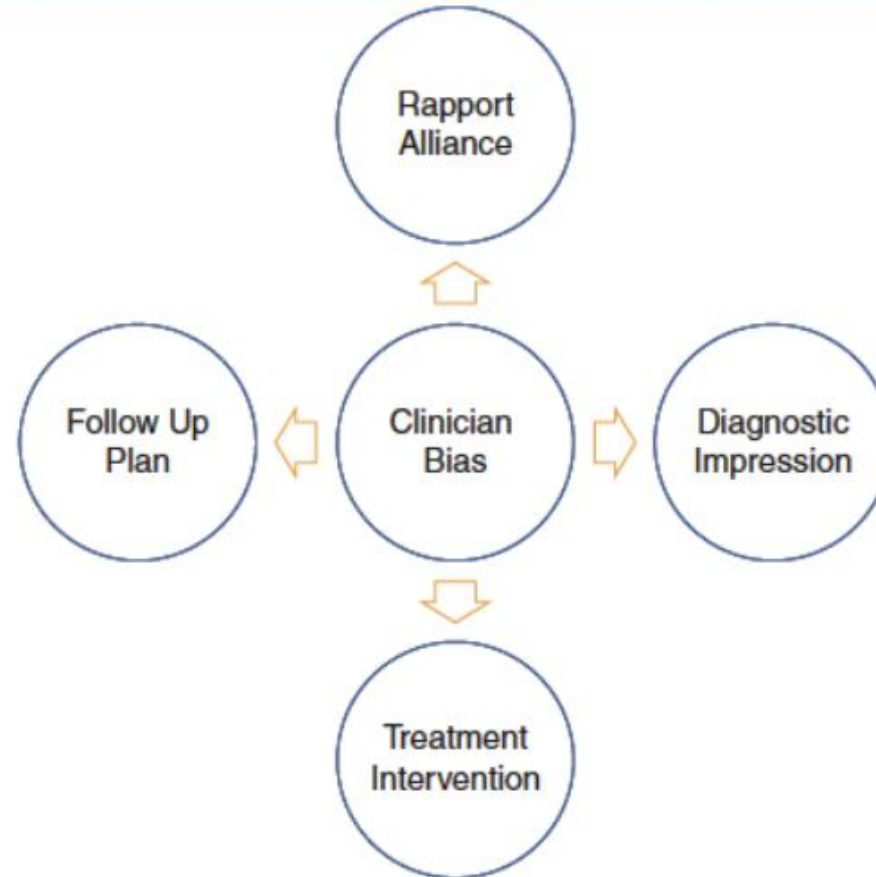 Rapport
Alliance
Follow Up
Plan
Clinician
Bias
Diagnostic
Impression
Treatment
Intervention